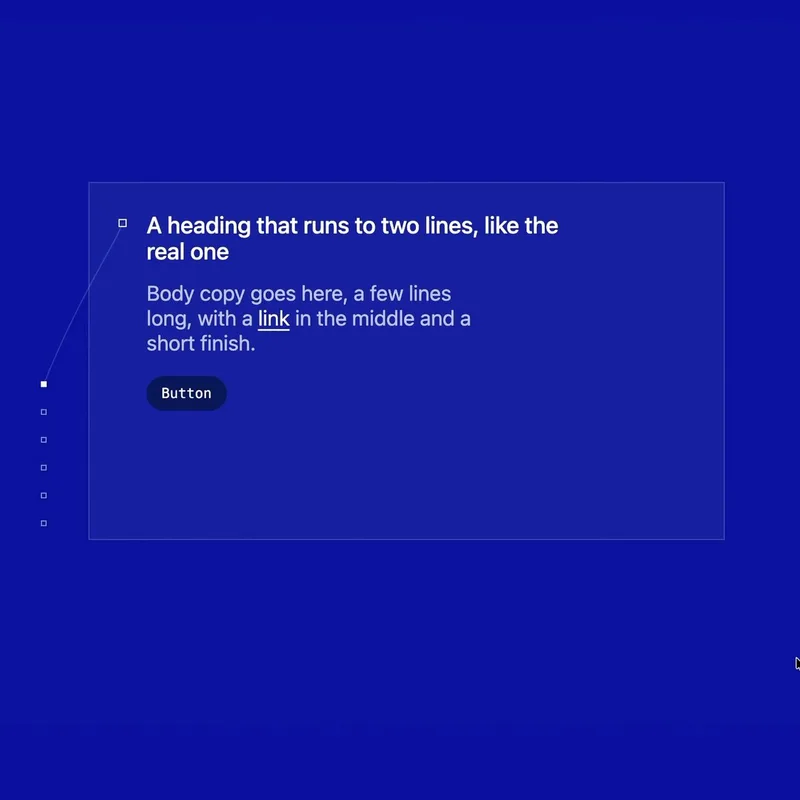 A heading that runs to two lines, like the
real one
Body copy goes here, a few lines
long, with a link in the middle and a
short finish.
Button